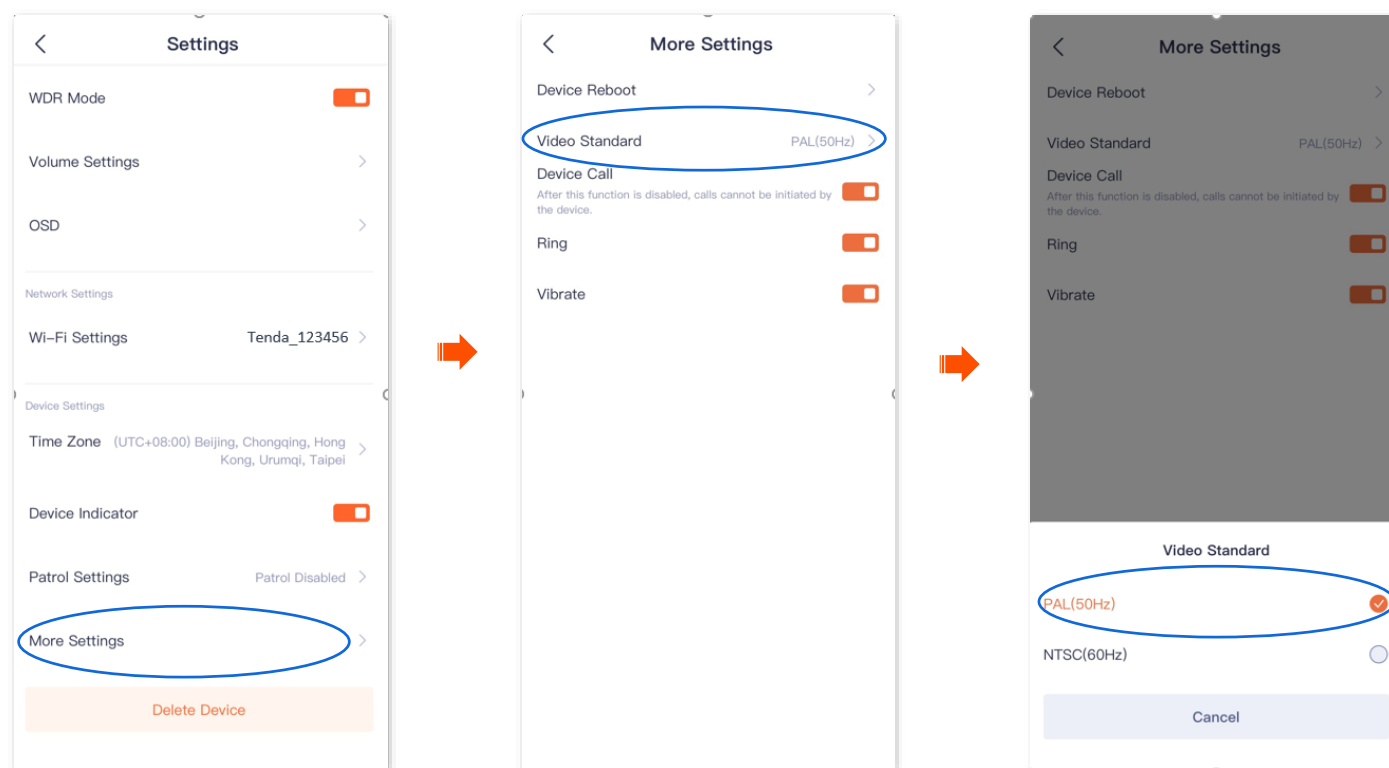 Settings
WDR Mode
Volume Settings
OSD
Network Settings
Wi-Fi Settings Tenda_123456
Device Settings
Time Zone (UTC+08:00) Beijing, Chongqing, Hong
Kong, Urumqi, Taipei
Device Indicator
Patrol Settings Patrol Disabled
More Settings
Delete Device
More Settings
Device Reboot
Video Standard PAL(50Hz)
Device Call
After this function is disabled, calls cannot be initiated by
the device.
Ring
Vibrate
More Settings
Device Reboot
Video Standard PAL(50Hz)
Device Call
After this function is disabled, calls cannot be initiated by
the device.
Ring
Vibrate
Video Standard
PAL(50Hz)
NTSC(60Hz)
Cancel